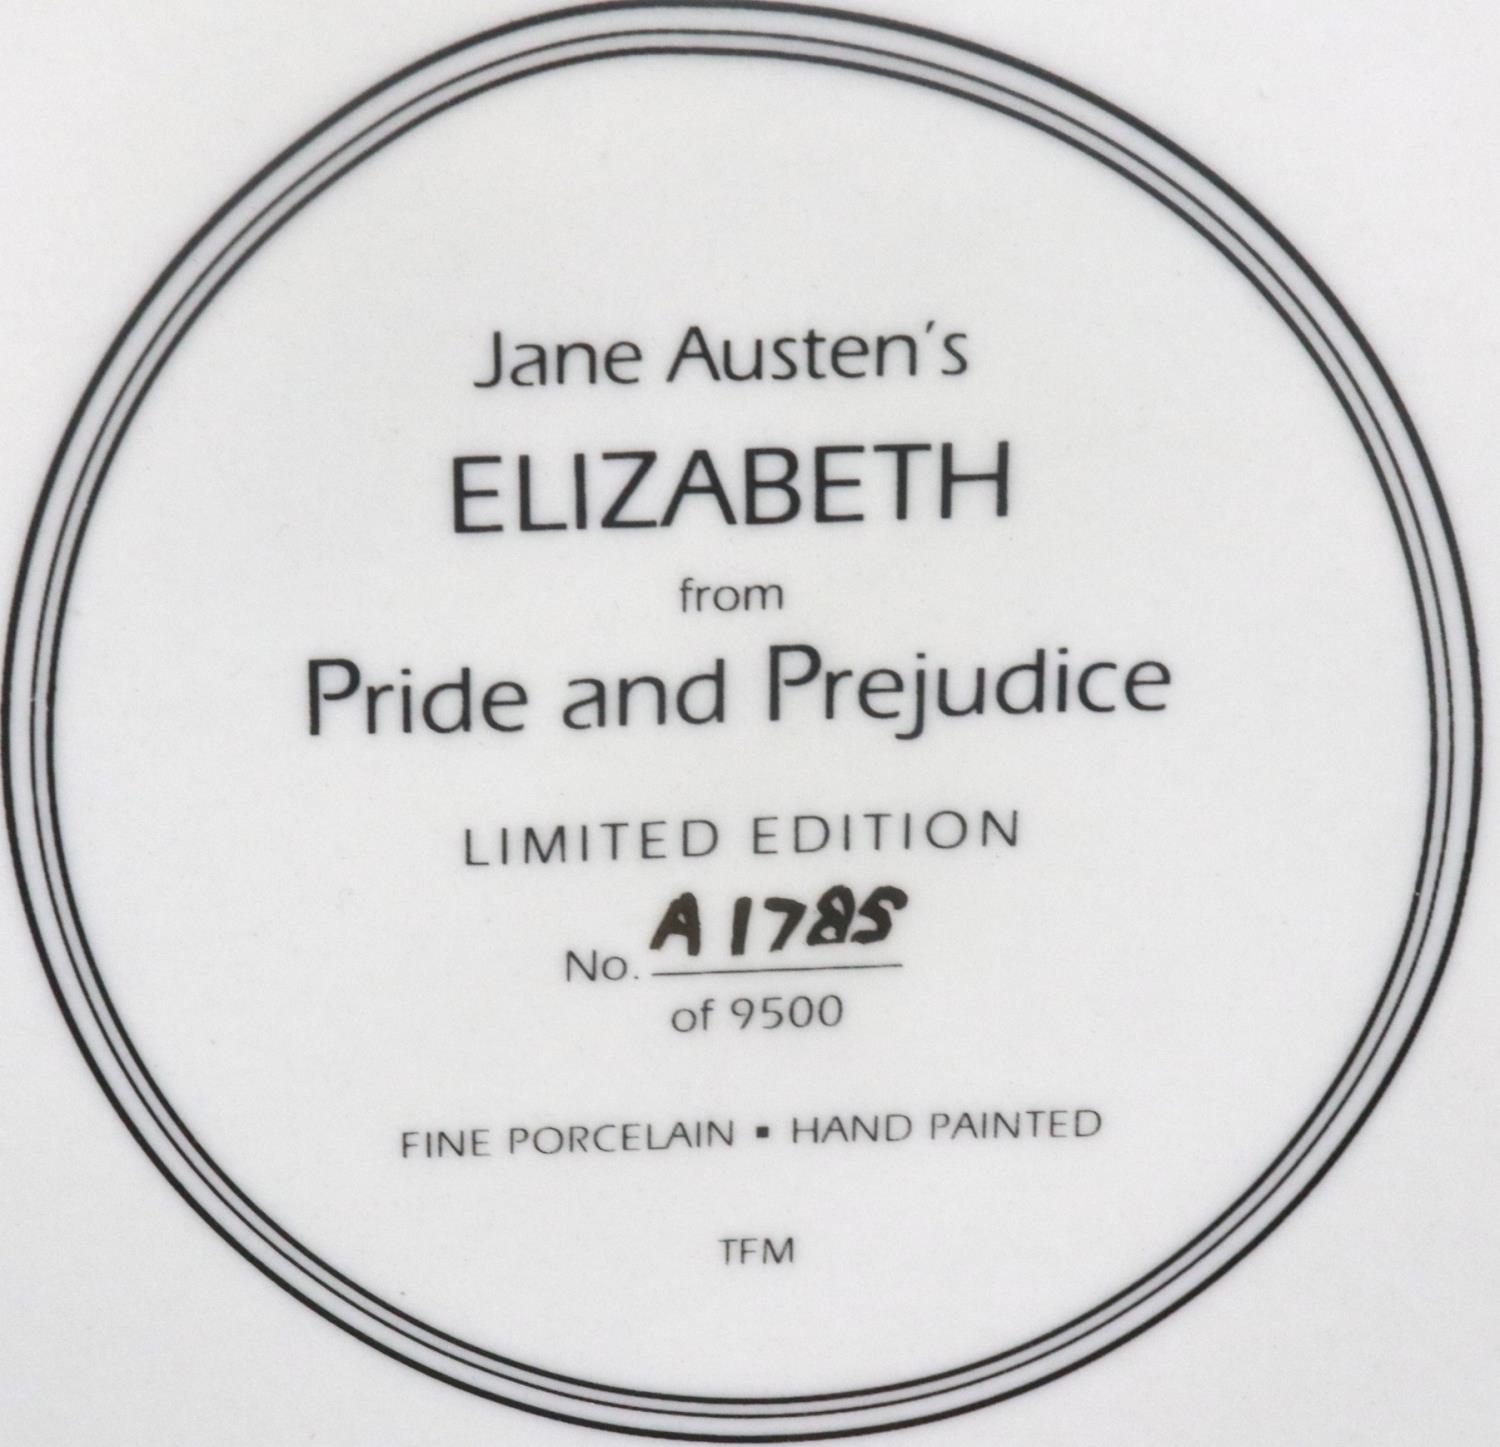 Jane Austen's
ELIZABETH
from
Pride and Prejudice
LIMITED EDITION
No. A1785
of 9500
FINE PORCELAIN ▪ HAND PAINTED
TFM